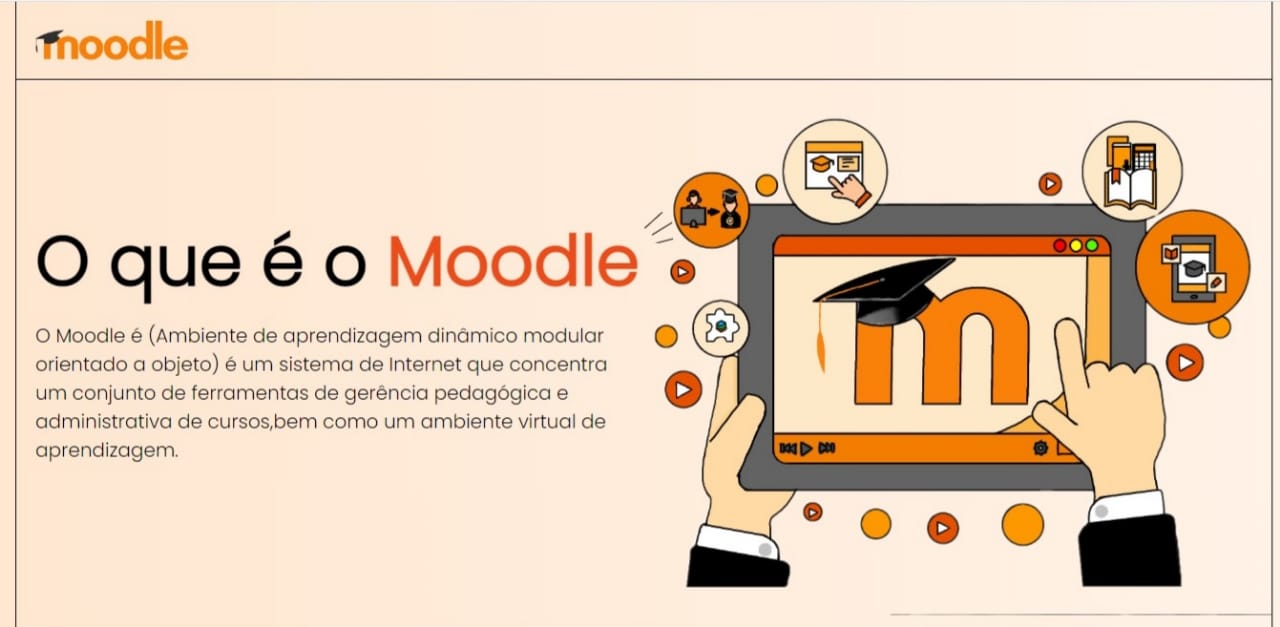 moodle
O que é o Moodle
O Moodle é (Ambiente de aprendizagem dinâmico modular
orientado a objeto) é um sistema de Internet que concentra
um conjunto de ferramentas de gerência pedagógica e
administrativa de cursos,bem como um ambiente virtual de
aprendizagem.
m